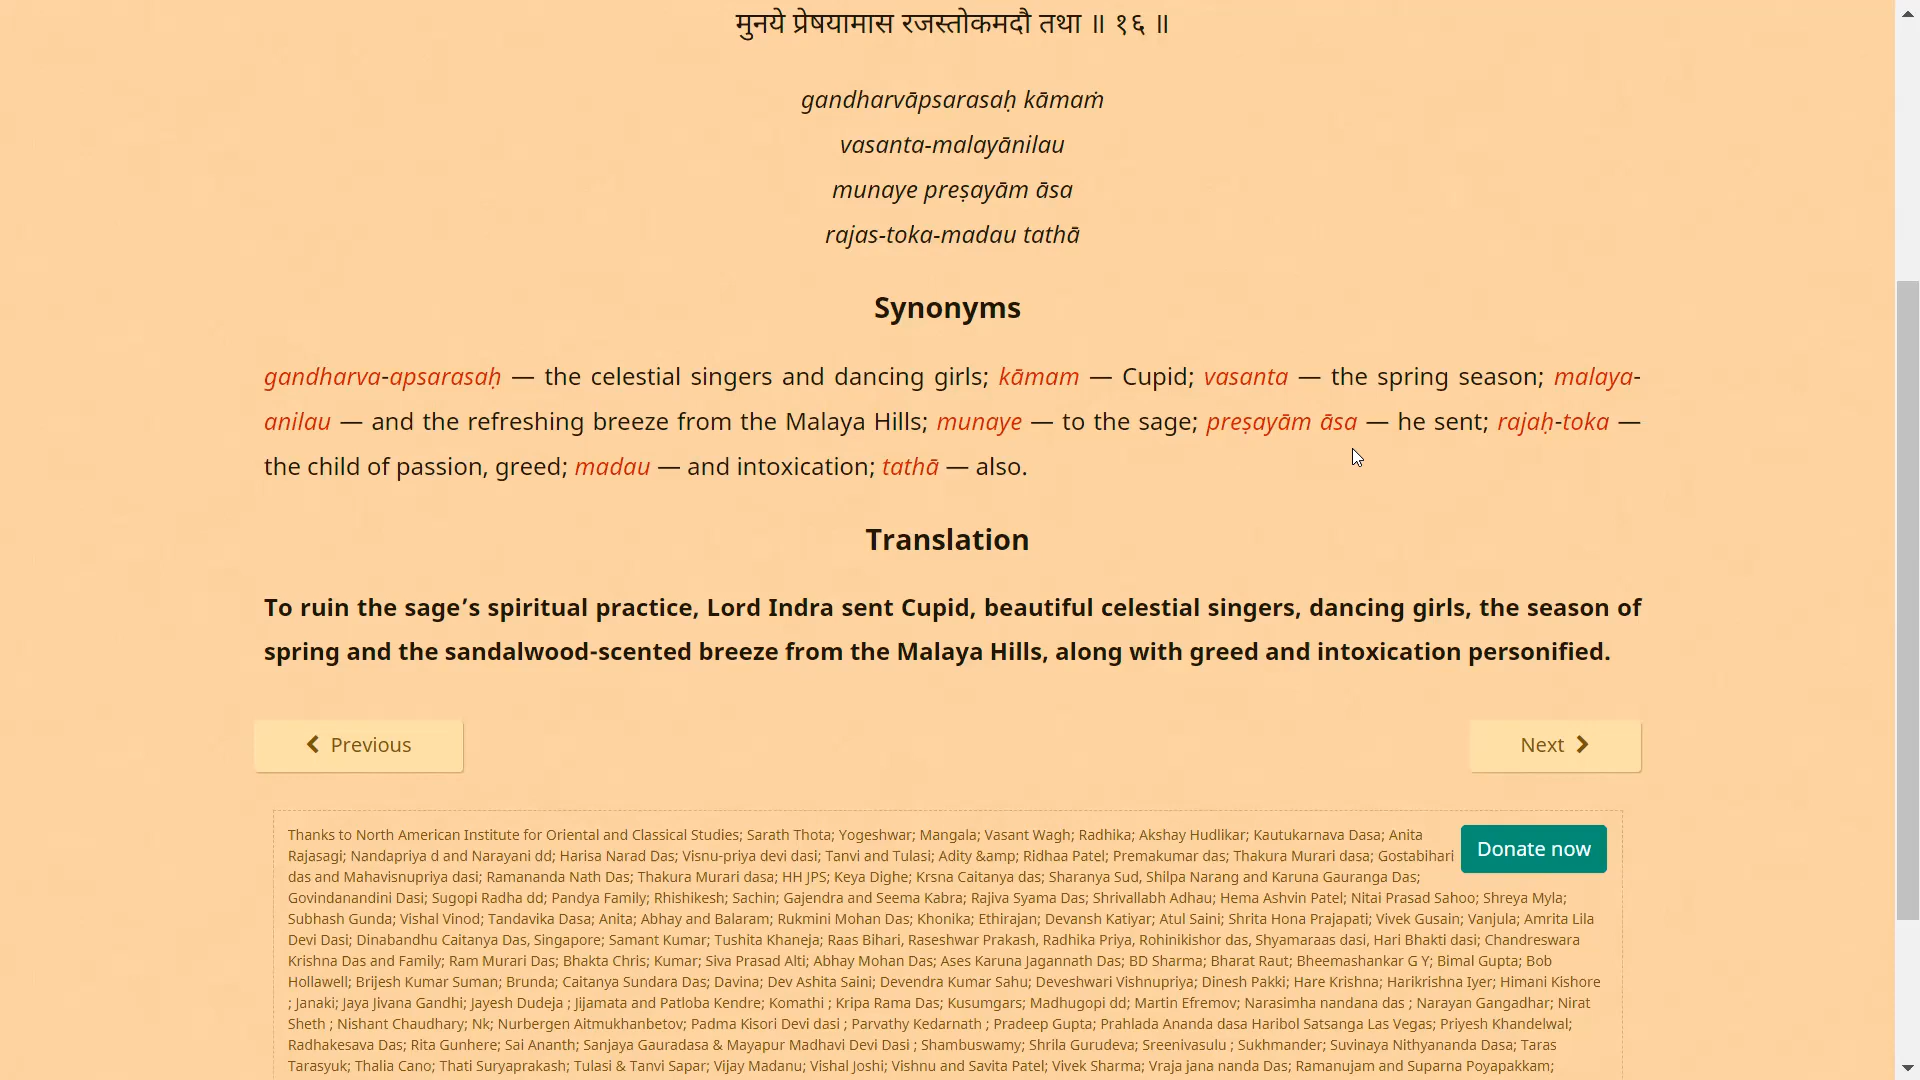 मुनये प्रेषयामास रजस्तोकमदौ तथा ॥ १६ ॥
gandharvāpsarasaḥ kāmaṁ
vasanta-malayānilau
munaye preṣayām āsa
rajas-toka-madau tathā
Synonyms
gandharva-apsarasaḥ — the celestial singers and dancing girls; kāmam — Cupid; vasanta — the spring season; malaya-
anilau — and the refreshing breeze from the Malaya Hills; munaye — to the sage; preṣayām āsa — he sent; rajaḥ-toka —
the child of passion, greed; madau — and intoxication; tathā — also.
Translation
To ruin the sage’s spiritual practice, Lord Indra sent Cupid, beautiful celestial singers, dancing girls, the season of
spring and the sandalwood-scented breeze from the Malaya Hills, along with greed and intoxication personified.
Previous
Next
Thanks to North American Institute for Oriental and Classical Studies; Sarath Thota; Yogeshwar; Mangala; Vasant Wagh; Radhika; Akshay Hudlikar; Kautukarnava Dasa; Anita
Donate now
Rajasagi; Nandapriya d and Narayani dd; Harisa Narad Das; Visnu-priya devi dasi; Tanvi and Tulasi; Adity &amp; Ridhaa Patel; Premakumar das; Thakura Murari dasa; Gostabihari
das and Mahavisnupriya dasi; Ramananda Nath Das; Thakura Murari dasa; HH JPS; Keya Dighe; Krsna Caitanya das; Sharanya Sud, Shilpa Narang and Karuna Gauranga Das;
Govindanandini Dasi; Sugopi Radha dd; Pandya Family; Rhishikesh; Sachin; Gajendra and Seema Kabra; Rajiva Syama Das; Shrivallabh Adhau; Hema Ashvin Patel; Nitai Prasad Sahoo; Shreya Myla;
Subhash Gunda; Vishal Vinod; Tandavika Dasa; Anita; Abhay and Balaram; Rukmini Mohan Das; Khonika; Ethirajan; Devansh Katiyar; Atul Saini; Shrita Hona Prajapati; Vivek Gusain; Vanjula; Amrita Lila
Devi Dasi; Dinabandhu Caitanya Das, Singapore; Samant Kumar; Tushita Khaneja; Raas Bihari, Raseshwar Prakash, Radhika Priya, Rohinikishor das, Shyamaraas dasi, Hari Bhakti dasi; Chandreswara
Krishna Das and Family; Ram Murari Das; Bhakta Chris; Kumar; Siva Prasad Alti; Abhay Mohan Das; Ases Karuna Jagannath Das; BD Sharma; Bharat Raut; Bheemashankar G Y; Bimal Gupta; Bob
Hollawell; Brijesh Kumar Suman; Brunda; Caitanya Sundara Das; Davina; Dev Ashita Saini; Devendra Kumar Sahu; Deveshwari Vishnupriya; Dinesh Pakki; Hare Krishna; Harikrishna Iyer; Himani Kishore
; Janaki; Jaya Jivana Gandhi; Jayesh Dudeja ; Jijamata and Patloba Kendre; Komathi ; Kripa Rama Das; Kusumgars; Madhugopi dd; Martin Efremov; Narasimha nandana das ; Narayan Gangadhar; Nirat
Sheth ; Nishant Chaudhary; Nk; Nurbergen Aitmukhanbetov; Padma Kisori Devi dasi ; Parvathy Kedarnath ; Pradeep Gupta; Prahlada Ananda dasa Haribol Satsanga Las Vegas; Priyesh Khandelwal;
Radhakesava Das; Rita Gunhere; Sai Ananth; Sanjaya Gauradasa & Mayapur Madhavi Devi Dasi ; Shambuswamy; Shrila Gurudeva; Sreenivasulu ; Sukhmander; Suvinaya Nithyananda Dasa; Taras
Tarasyuk; Thalia Cano; Thati Suryaprakash; Tulasi & Tanvi Sapar; Vijay Madanu; Vishal Joshi; Vishnu and Savita Patel; Vivek Sharma; Vraja jana nanda Das; Ramanujam and Suparna Poyapakkam;